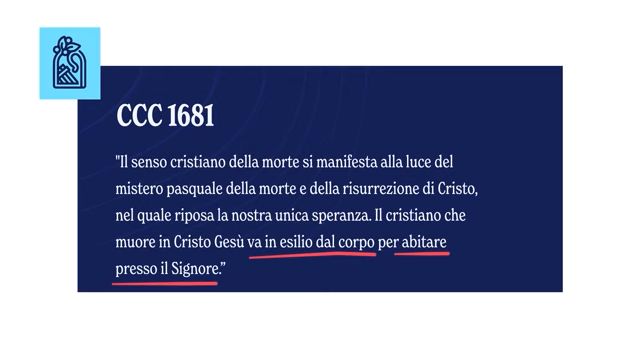 CCC 1681
"Il senso cristiano della morte si manifesta alla luce del
mistero pasquale della morte e della risurrezione di Cristo,
nel quale riposa la nostra unica speranza. Il cristiano che
muore in Cristo Gesù va in esilio dal corpo per abitare
presso il Signore.”